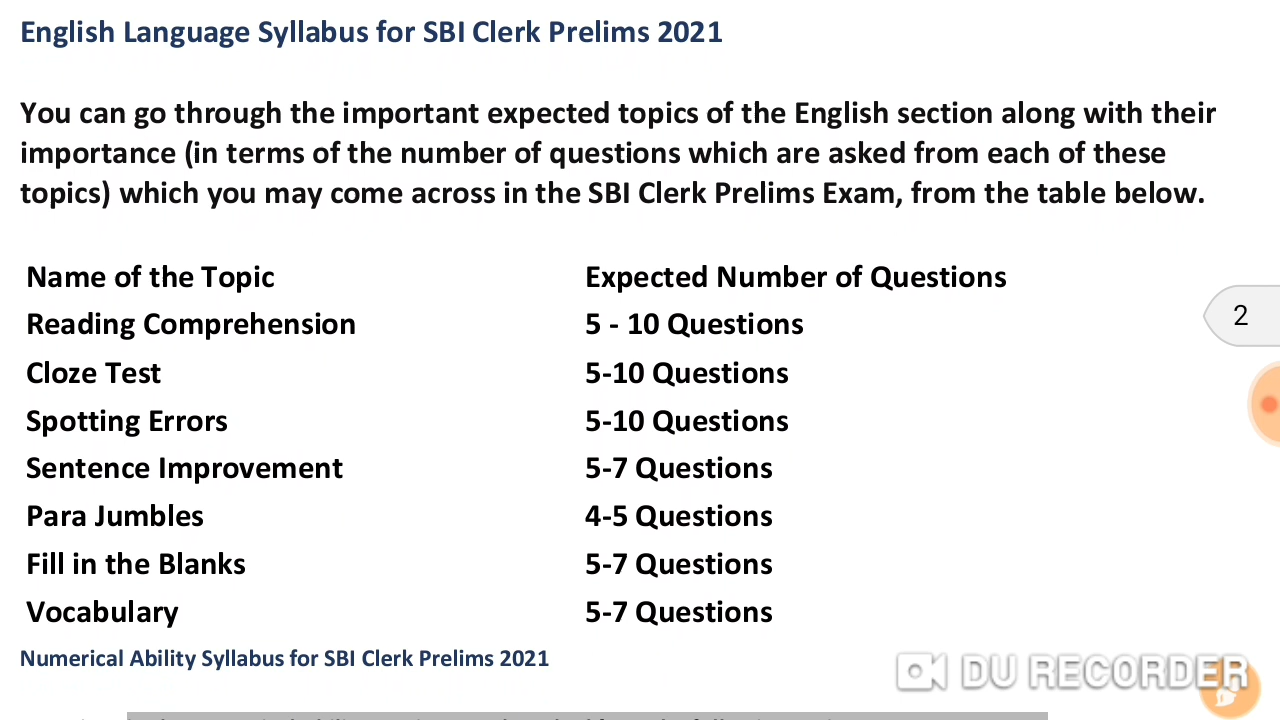 English Language Syllabus for SBI Clerk Prelims 2021
You can go through the important expected topics of the English section along with their
importance (in terms of the number of questions which are asked from each of these
topics) which you may come across in the SBI Clerk Prelims Exam, from the table below.
Name of the Topic Expected Number of Questions
Reading Comprehension 5 - 10 Questions
Cloze Test 5-10 Questions
Spotting Errors 5-10 Questions
Sentence Improvement 5-7 Questions
Para Jumbles 4-5 Questions
Fill in the Blanks 5-7 Questions
Vocabulary 5-7 Questions
2
Numerical Ability Syllabus for SBI Clerk Prelims 2021
DU RECORDER